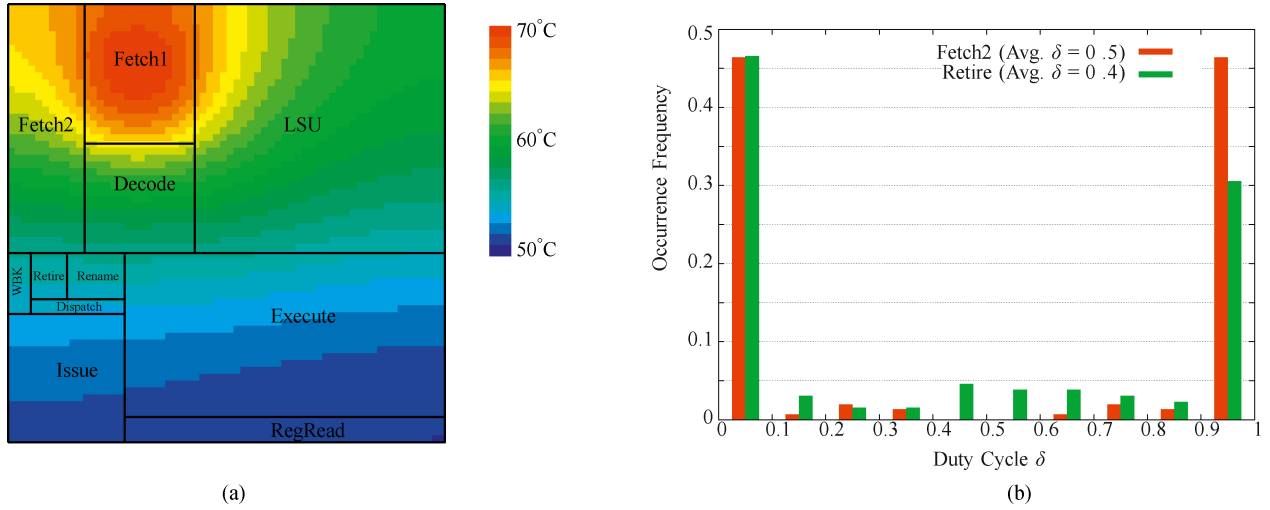 Fetch1
Fetch2
LSU
Decode
WBK
Retire
Rename
Dispatch
Execute
Issue
RegRead
70°C
60°C
50°C
(a)
Fetch2 (Avg. δ = 0 .5)
Retire (Avg. δ = 0 .4)
Occurrence Frequency
0.5
0.4
0.3
0.2
0.1
0
0 0.1 0.2 0.3 0.4 0.5 0.6 0.7 0.8 0.9 1
Duty Cycle δ
(b)